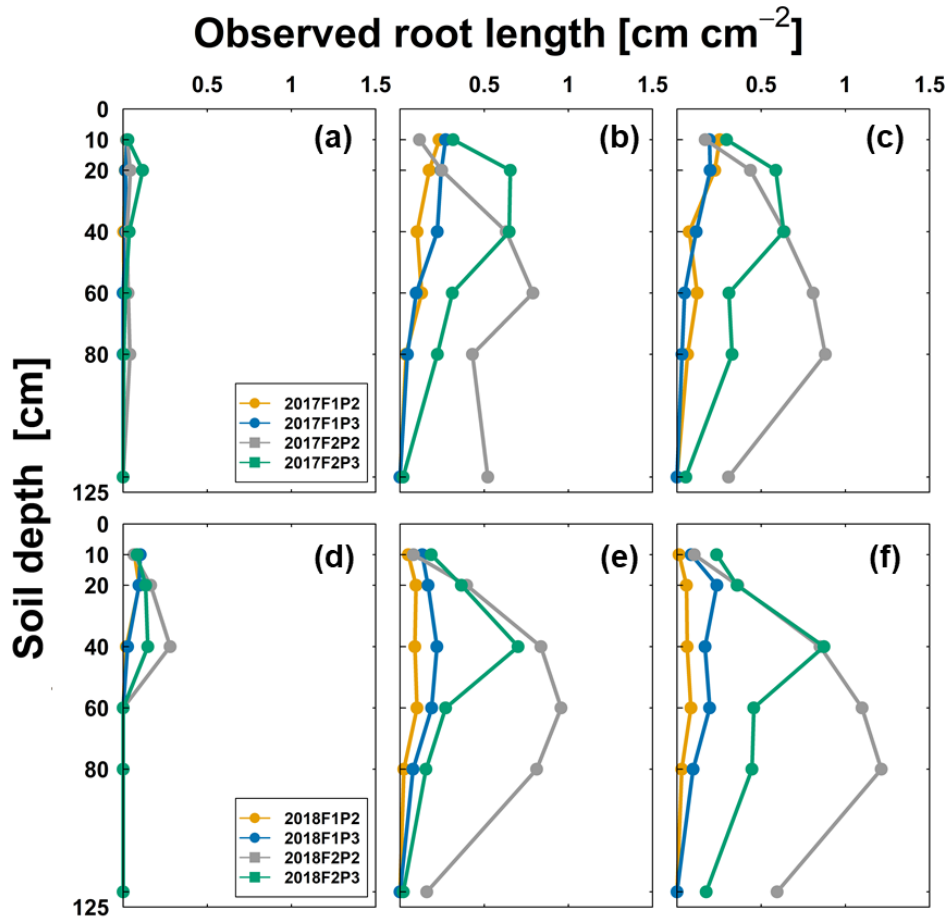 Observed root length [cm cm⁻²]
0.5 1 1.5 0.5 1 1.5 0.5 1 1.5
Soil depth [cm]
0
10
20
40
60
80
125
(a)
(b)
(c)
2017F1P2
2017F1P3
2017F2P2
2017F2P3
0
10
20
40
60
80
125
(d)
(e)
(f)
2018F1P2
2018F1P3
2018F2P2
2018F2P3